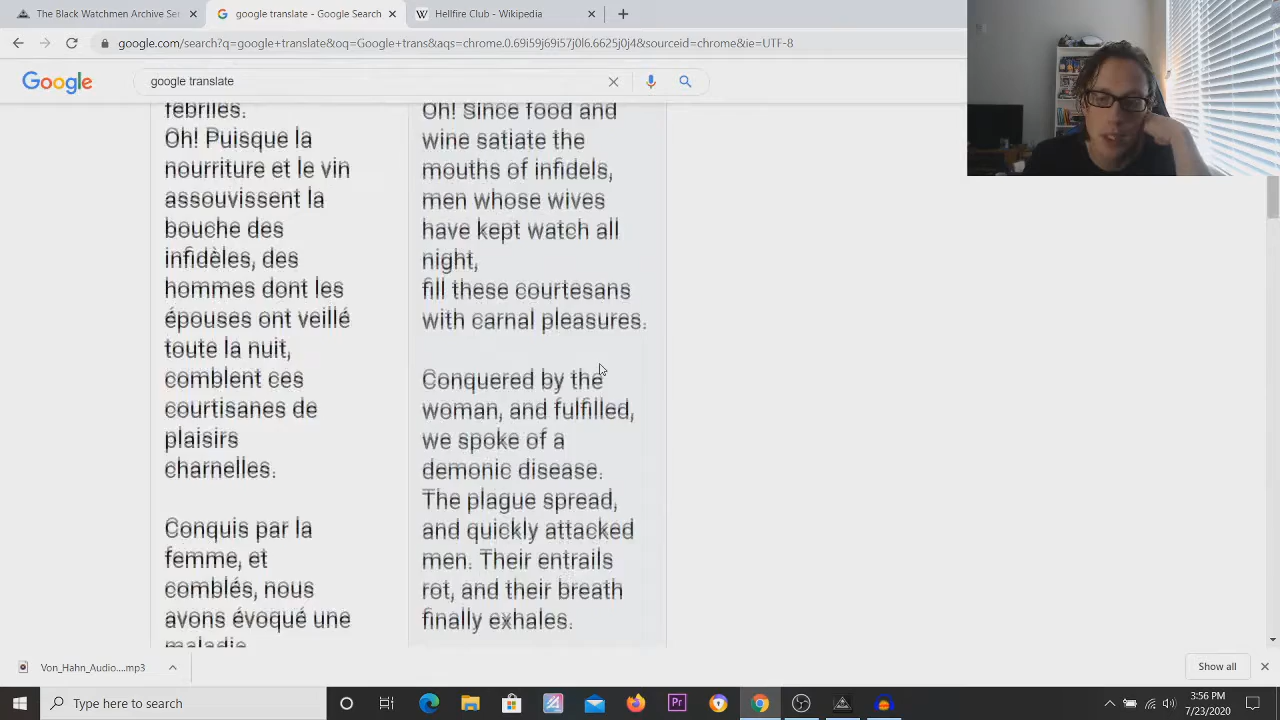 The Black Watchmen Archive Ser
google translate - Google Search
Hellfire Club - Wikipedia
google.com/search?q=google+translate&oq=Google+trans&aqs=chrome.0.69i59j69i57j0l6.6625j0j4&sourceid=chrome&ie=UTF-8
Google
google translate
febriles.
Oh! Puisque la
nourriture et le vin
assouvissent la
bouche des
infidèles, des
hommes dont les
épouses ont veillé
toute la nuit,
comblent ces
courtisanes de
plaisirs
charnelles.
Conquis par la
femme, et
comblés, nous
avons évoqué une
maladie
Oh! Since food and
wine satiate the
mouths of infidels,
men whose wives
have kept watch all
night,
fill these courtesans
with carnal pleasures.
Conquered by the
woman, and fulfilled,
we spoke of a
demonic disease.
The plague spread,
and quickly attacked
men. Their entrails
rot, and their breath
finally exhales.
Von_Hahn_Audio....mp3
Show all
Type here to search
Pr
3:56 PM
7/23/2020